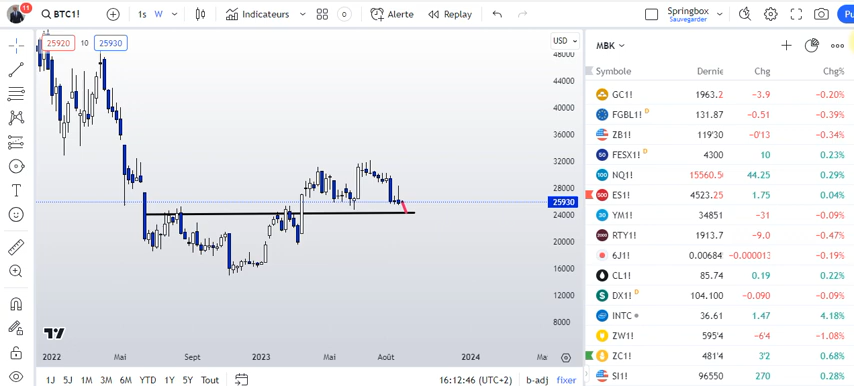 11 BTC1! 1s W Indicateurs Alerte Replay Springbox Sauvegarder Pu
25920 10 25930 USD
MBK
Symbole Dernie Chg Chg%
GC1! 1963.2 -3.9 -0.20%
FGBL1! D 131.87 -0.51 -0.39%
ZB1! 119'30 -0'13 -0.34%
FESX1! D 4300 10 0.23%
NQ1! 15560.5 44.25 0.29%
ES1! 4523.25 1.75 0.04%
YM1! 34851 -31 -0.09%
RTY1! 1913.7 -9.0 -0.47%
6J1! 0.00684 -0.000013 -0.19%
CL1! 85.74 0.19 0.22%
DX1! D 104.100 -0.090 -0.09%
INTC 36.61 1.47 4.18%
ZW1! 595'4 -6'4 -1.08%
ZC1! 481'4 3'2 0.68%
SI1! 96550 270 0.28%
48000
44000
40000
36000
32000
28000
25930
24000
20000
16000
12000
8000
2022 Mai Sept 2023 Mai Août 2024 Ma
1J 5J 1M 3M 6M YTD 1Y 5Y Tout 16:12:46 (UTC+2) b-adj fixer